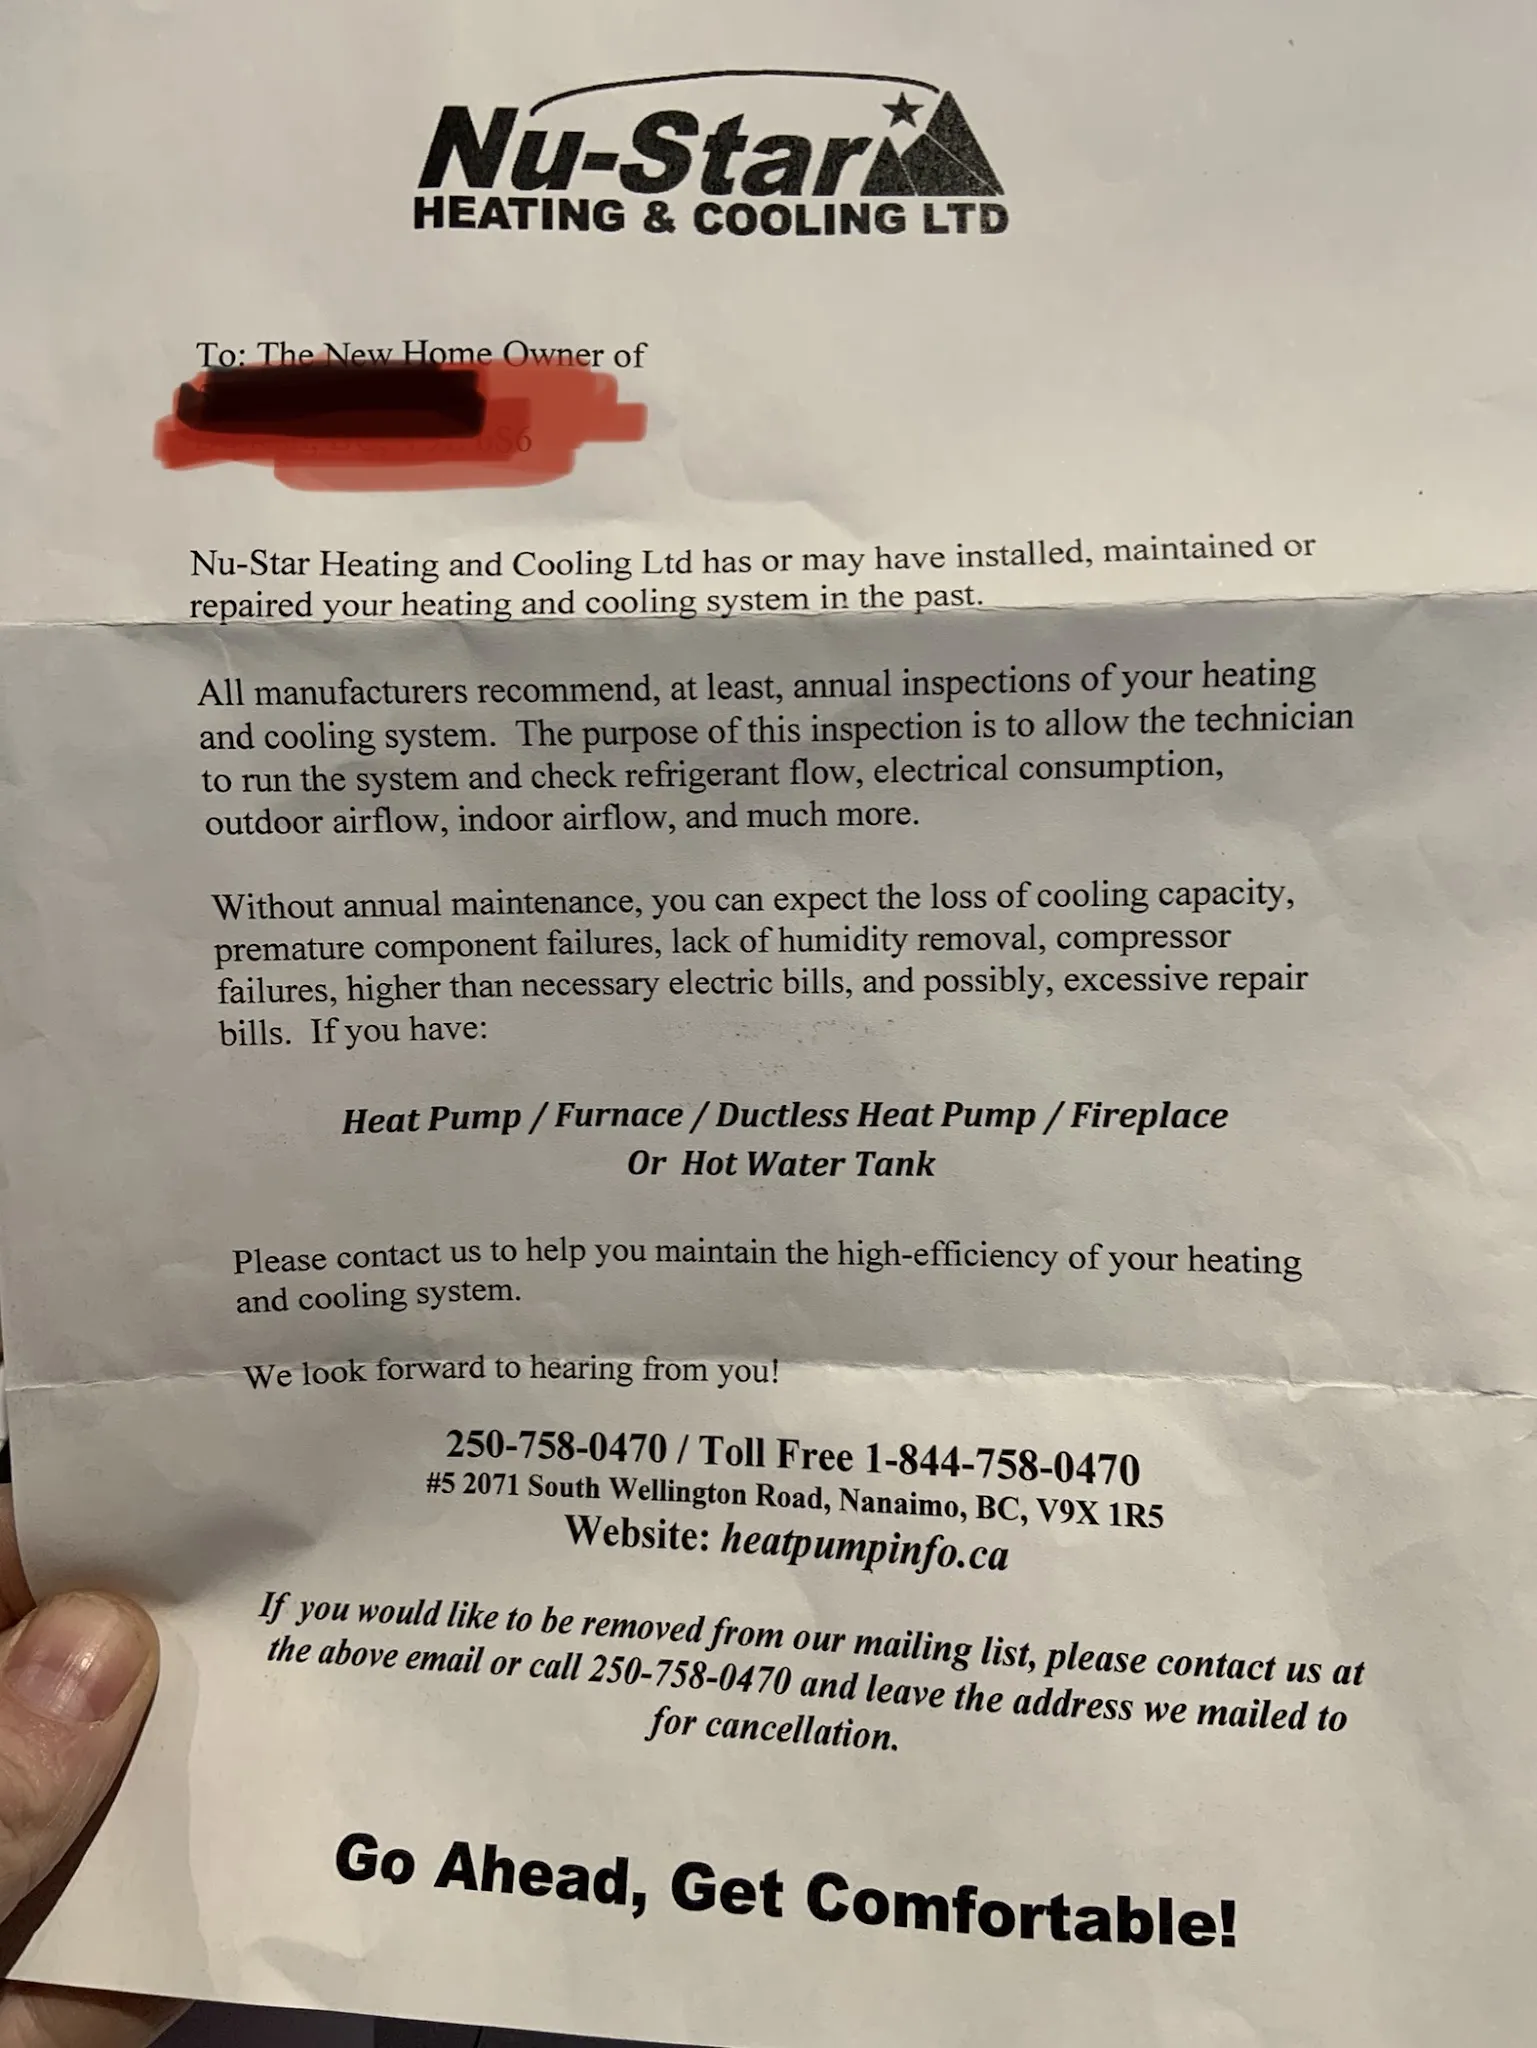 Nu-Star
HEATING & COOLING LTD
To: The New Home Owner of
Nu-Star Heating and Cooling Ltd has or may have installed, maintained or
repaired your heating and cooling system in the past.
All manufacturers recommend, at least, annual inspections of your heating
and cooling system.  The purpose of this inspection is to allow the technician
to run the system and check refrigerant flow, electrical consumption,
outdoor airflow, indoor airflow, and much more.
Without annual maintenance, you can expect the loss of cooling capacity,
premature component failures, lack of humidity removal, compressor
failures, higher than necessary electric bills, and possibly, excessive repair
bills.  If you have:
Heat Pump / Furnace / Ductless Heat Pump / Fireplace
Or  Hot Water Tank
Please contact us to help you maintain the high-efficiency of your heating
and cooling system.
We look forward to hearing from you!
250-758-0470 / Toll Free 1-844-758-0470
#5 2071 South Wellington Road, Nanaimo, BC, V9X 1R5
Website: heatpumpinfo.ca
If you would like to be removed from our mailing list, please contact us at
the above email or call 250-758-0470 and leave the address we mailed to
for cancellation.
Go Ahead, Get Comfortable!